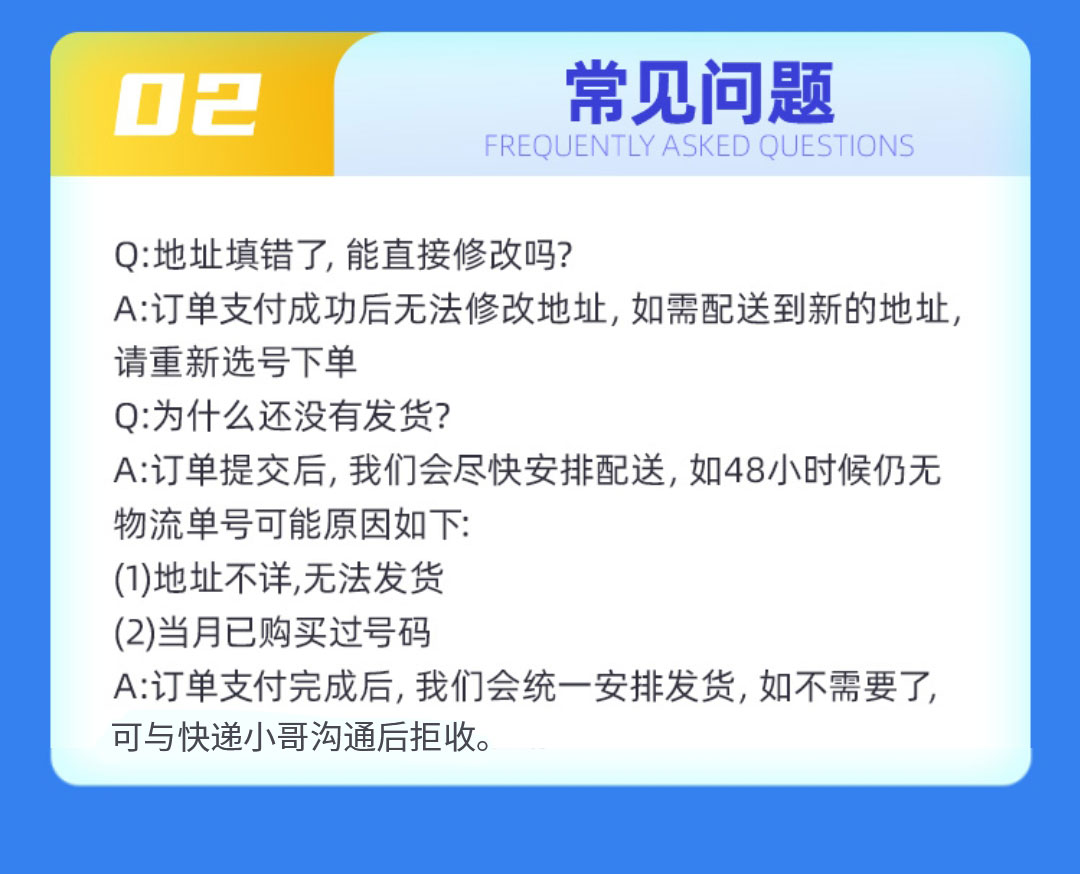 02
常见问题
FREQUENTLY ASKED QUESTIONS
Q:地址填错了, 能直接修改吗?
A:订单支付成功后无法修改地址, 如需配送到新的地址,
请重新选号下单
Q:为什么还没有发货?
A:订单提交后, 我们会尽快安排配送, 如48小时候仍无
物流单号可能原因如下:
(1)地址不详,无法发货
(2)当月已购买过号码
A:订单支付完成后, 我们会统一安排发货, 如不需要了,
可与快递小哥沟通后拒收。